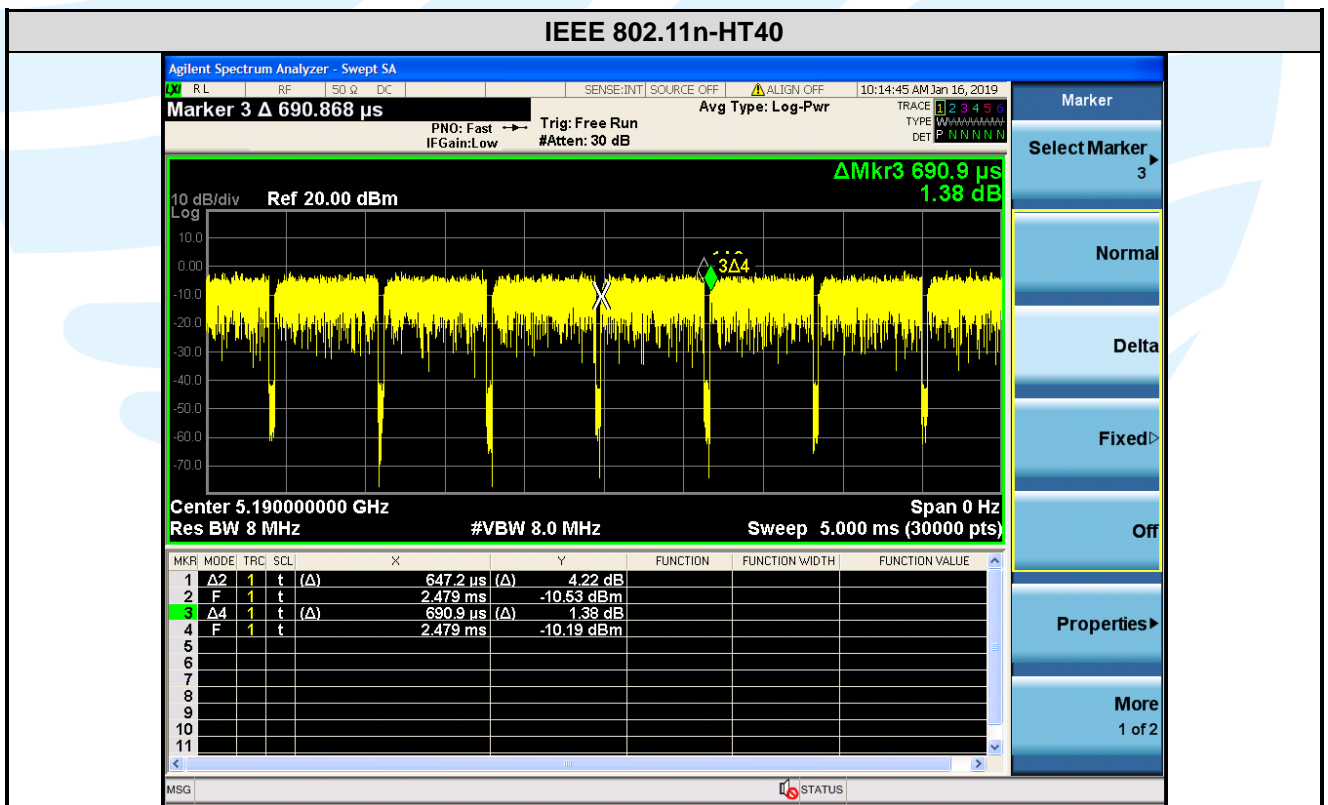 IEEE 802.11n-HT40
Agilent Spectrum Analyzer - Swept SA
LXI RL RF 50 Ω DC SENSE:INT SOURCE OFF ALIGN OFF 10:14:45 AM Jan 16, 2019
Marker 3 Δ 690.868 µs
PNO: Fast
IFGain:Low
Trig: Free Run
#Atten: 30 dB
Avg Type: Log-Pwr
TRACE 1 2 3 4 5 6
TYPE
DET P N N N N N
ΔMkr3 690.9 µs
1.38 dB
10 dB/div Ref 20.00 dBm
Log
10.0
0.00
-10.0
-20.0
-30.0
-40.0
-50.0
-60.0
-70.0
3Δ4
Center 5.190000000 GHz Span 0 Hz
Res BW 8 MHz #VBW 8.0 MHz Sweep 5.000 ms (30000 pts)
MKR MODE TRC SCL X Y FUNCTION FUNCTION WIDTH FUNCTION VALUE
1 Δ2 1 t (Δ) 647.2 µs (Δ) 4.22 dB
2 F 1 t 2.479 ms -10.53 dBm
3 Δ4 1 t (Δ) 690.9 µs (Δ) 1.38 dB
4 F 1 t 2.479 ms -10.19 dBm
5
6
7
8
9
10
11
MSG STATUS
Marker
Select Marker
3
Normal
Delta
Fixed
Off
Properties
More
1 of 2